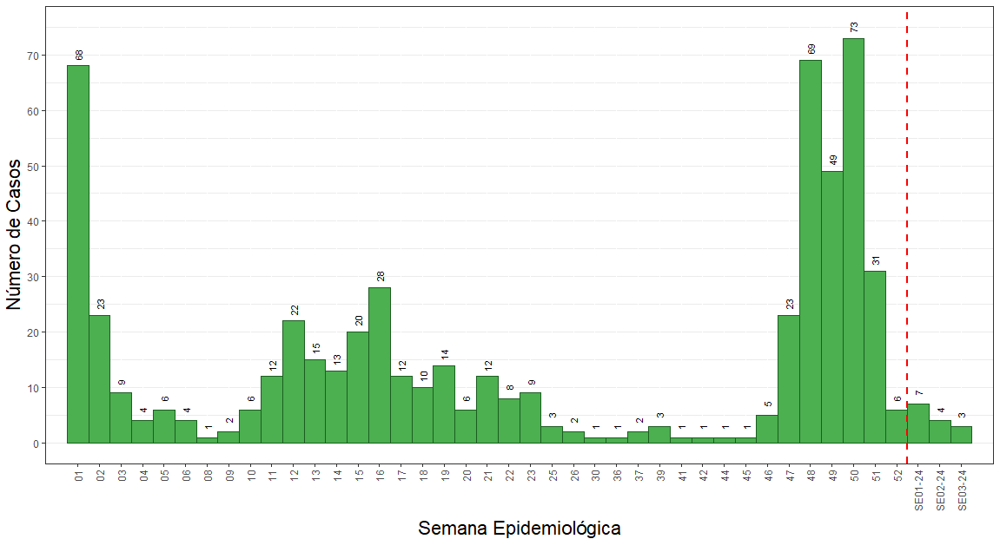 Número de Casos
70
60
50
40
30
20
10
0
68 23 9 4 6 4 1 2 6 12 22 15 13 20 28 12 10 14 6 12 8 9 3 2 1 1 2 3 1 1 1 1 5 23 69 49 73 31 6 7 4 3
01 02 03 04 05 06 08 09 10 11 12 13 14 15 16 17 18 19 20 21 22 23 25 26 30 36 37 39 41 42 44 45 46 47 48 49 50 51 52 SE01-24 SE02-24 SE03-24
Semana Epidemiológica